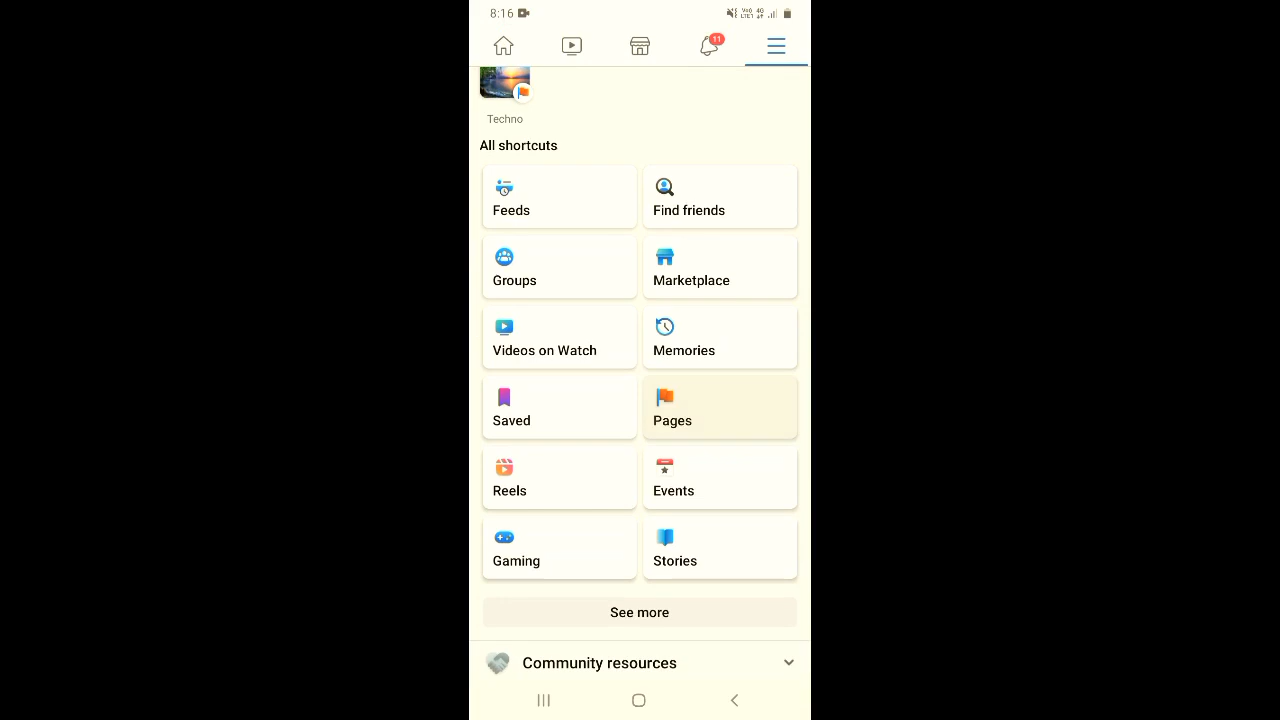 8:16
11
Techno
All shortcuts
Feeds
Find friends
Groups
Marketplace
Videos on Watch
Memories
Saved
Pages
Reels
Events
Gaming
Stories
See more
Community resources